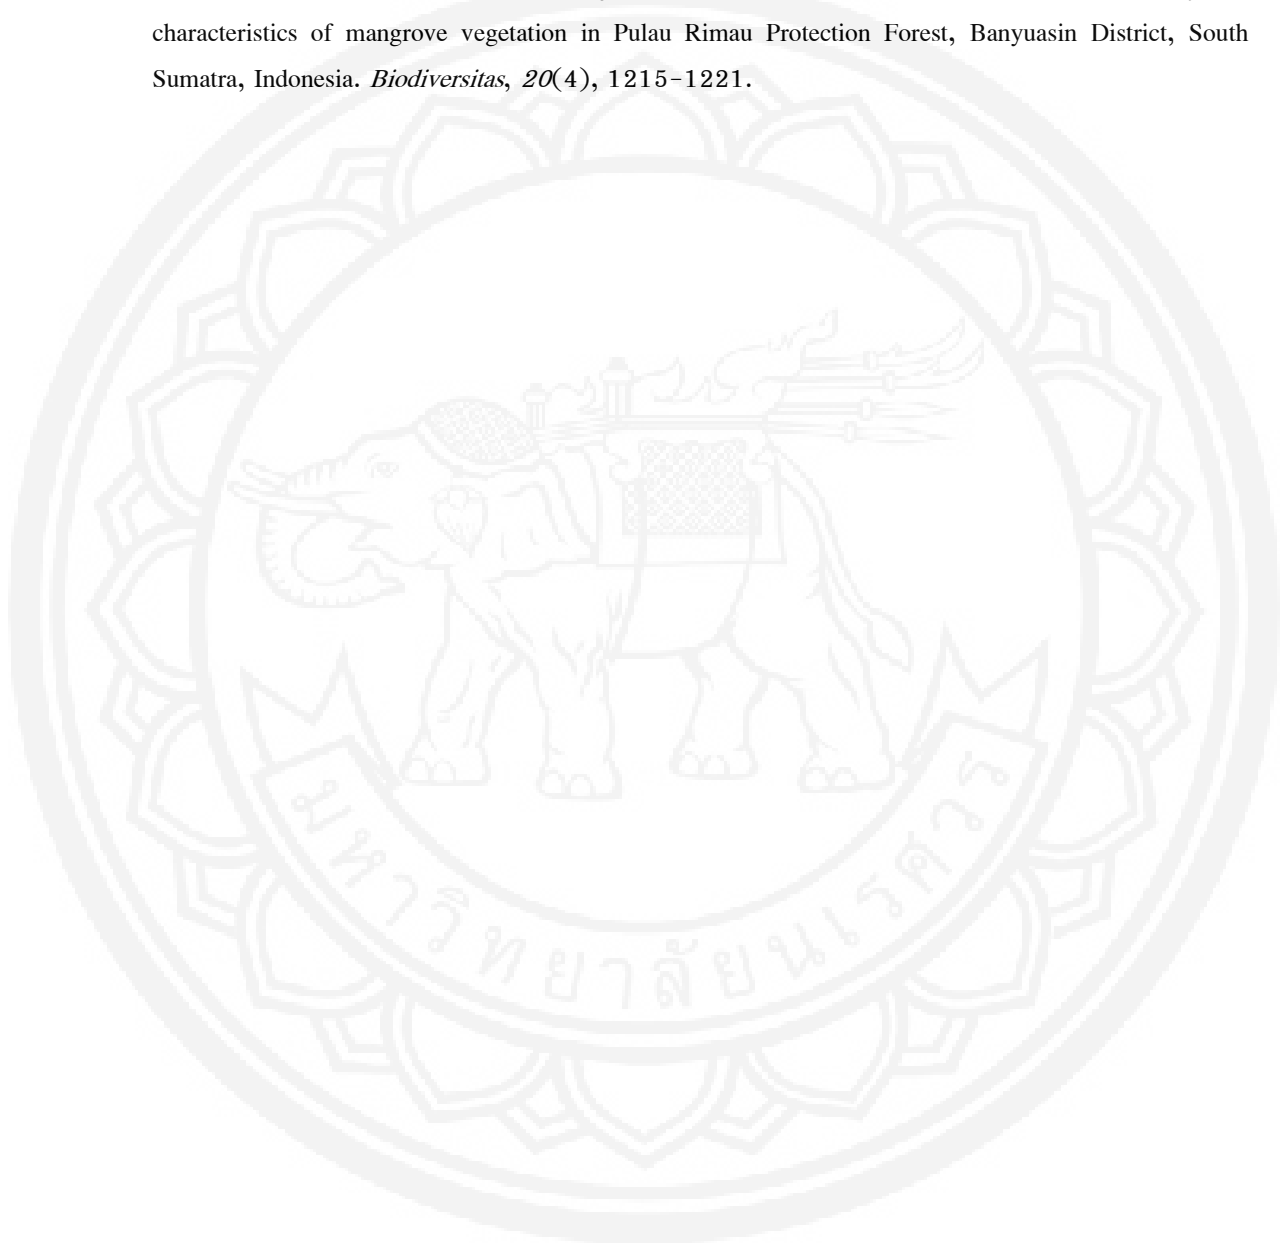 characteristics of mangrove vegetation in Pulau Rimau Protection Forest, Banyuasin District, South
Sumatra, Indonesia. Biodiversitas, 20(4), 1215-1221.
มหาวิทยาลัยนเรศวร